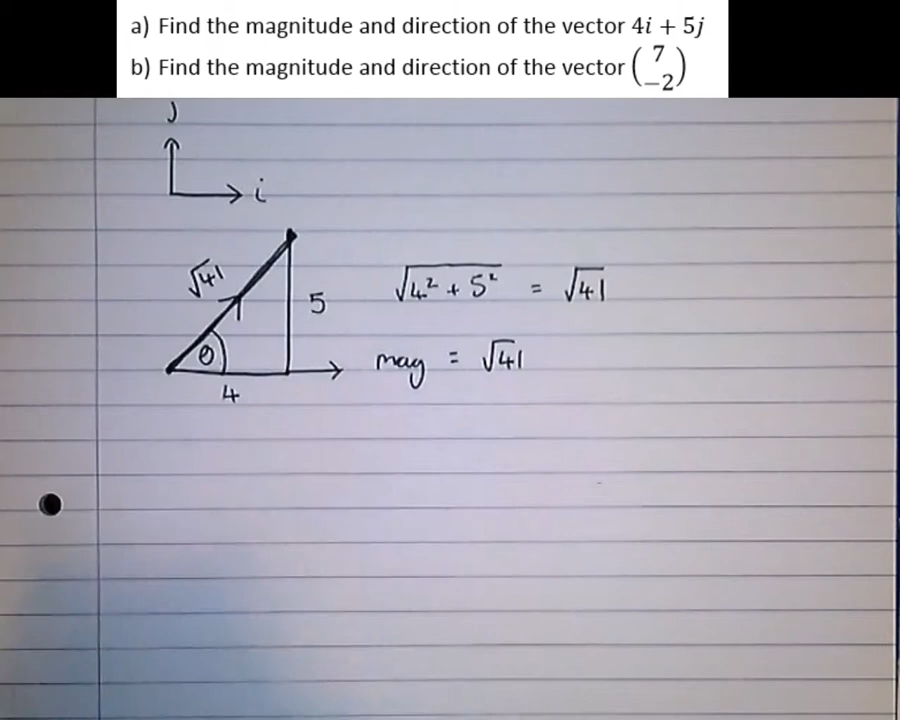 a) Find the magnitude and direction of the vector 4i + 5j
b) Find the magnitude and direction of the vector (7 -2)
j
i
√41
5
θ
4
√4² + 5² = √41
mag = √41